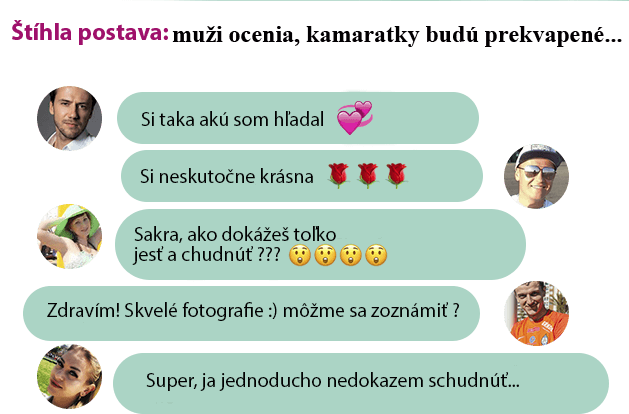 Štíhla postava: muži ocenia, kamaratky budú prekvapené...
Si taka akú som hľadal 💞
Si neskutočne krásna 🌹🌹🌹
Sakra, ako dokážeš toľko
jesť a chudnúť ??? 😲😲😲😲
Zdravím! Skvelé fotografie :) môžme sa zoznámiť ?
Super, ja jednoducho nedokazem schudnúť...